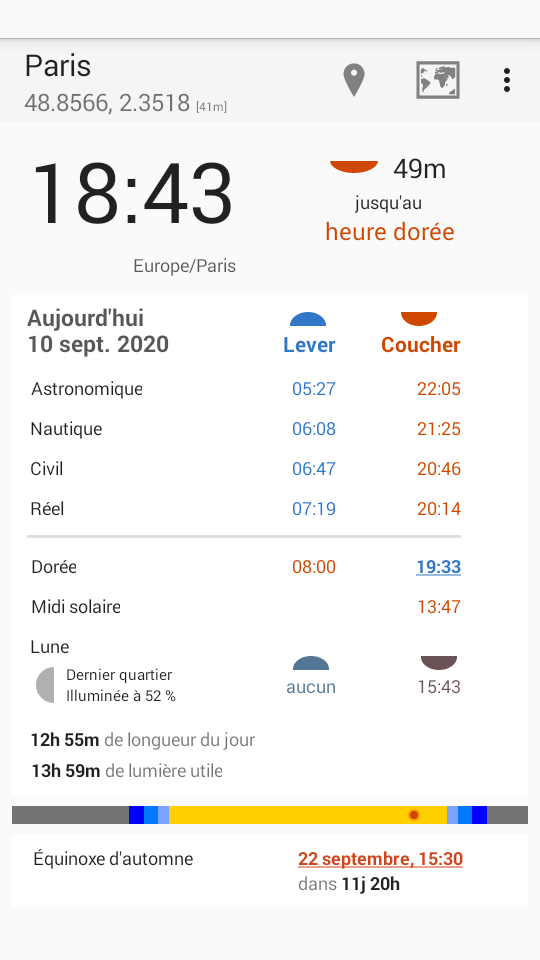 Paris
48.8566, 2.3518 [41m]
18:43
49m
jusqu'au
heure dorée
Europe/Paris
Aujourd'hui
10 sept. 2020
Lever Coucher
Astronomique 05:27 22:05
Nautique 06:08 21:25
Civil 06:47 20:46
Réel 07:19 20:14
Dorée 08:00 19:33
Midi solaire 13:47
Lune
Dernier quartier
Illuminée à 52 %
aucun 15:43
12h 55m de longueur du jour
13h 59m de lumière utile
Équinoxe d'automne 22 septembre, 15:30
dans 11j 20h